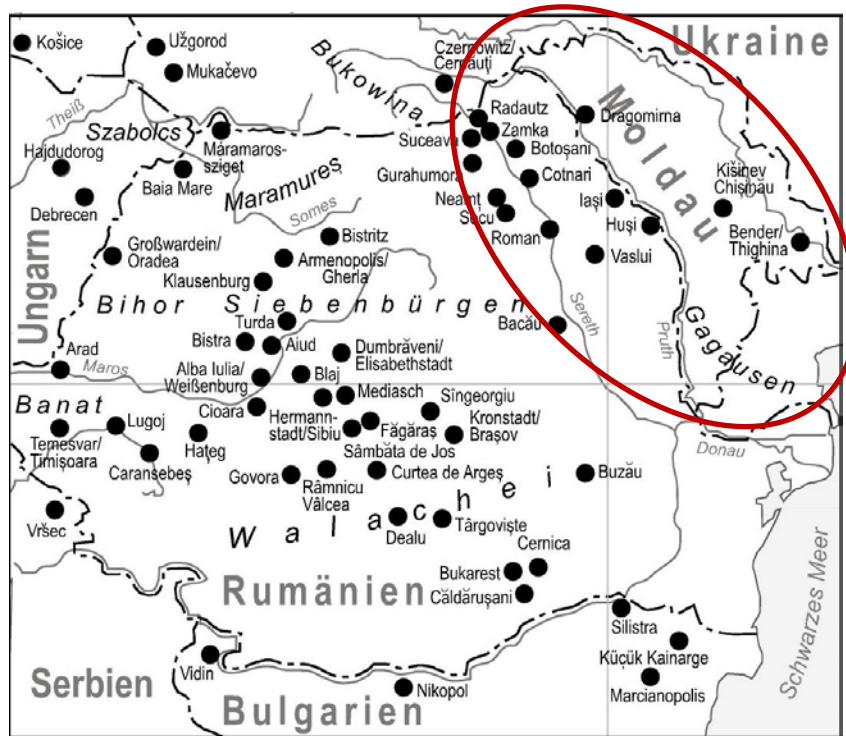 Košice
Užgorod
Mukačevo
Czernowitz/
Cernăuți
Ukraine
Bukowina
Moldau
Theiß
Szabolcs
Máramaros-
sziget
Hajdudorog
Baia Mare
Maramureș
Debrecen
Someș
Radautz
Zamka
Suceava
Botoșani
Dragomirna
Gurahumora
Cotnari
Neamț
Secu
Iași
Kišinev
Chișinău
Huși
Roman
Vaslui
Bender/
Thighina
Ungarn
Großwardein/
Oradea
Bistritz
Armenopolis/
Gherla
Klausenburg
Bihor
Siebenbürgen
Turda
Bacău
Sereth
Pruth
Gagausen
Bistra
Aiud
Dumbrăveni/
Elisabethstadt
Arad
Maros
Alba Iulia/
Weißenburg
Blaj
Mediasch
Banat
Cioara
Sîngeorgiu
Lugoj
Hermann-
stadt/Sibiu
Făgăraș
Kronstadt/
Brașov
Temesvar/
Timișoara
Hațeg
Sâmbăta de Jos
Caransebeș
Donau
Govora
Râmnicu
Vâlcea
Curtea de Argeș
Buzău
Walachei
Vršec
Dealu
Târgoviște
Cernica
Bukarest
Rumänien
Căldărușani
Silistra
Schwarzes Meer
Küçük Kainarge
Vidin
Serbien
Marcianopolis
Nikopol
Bulgarien